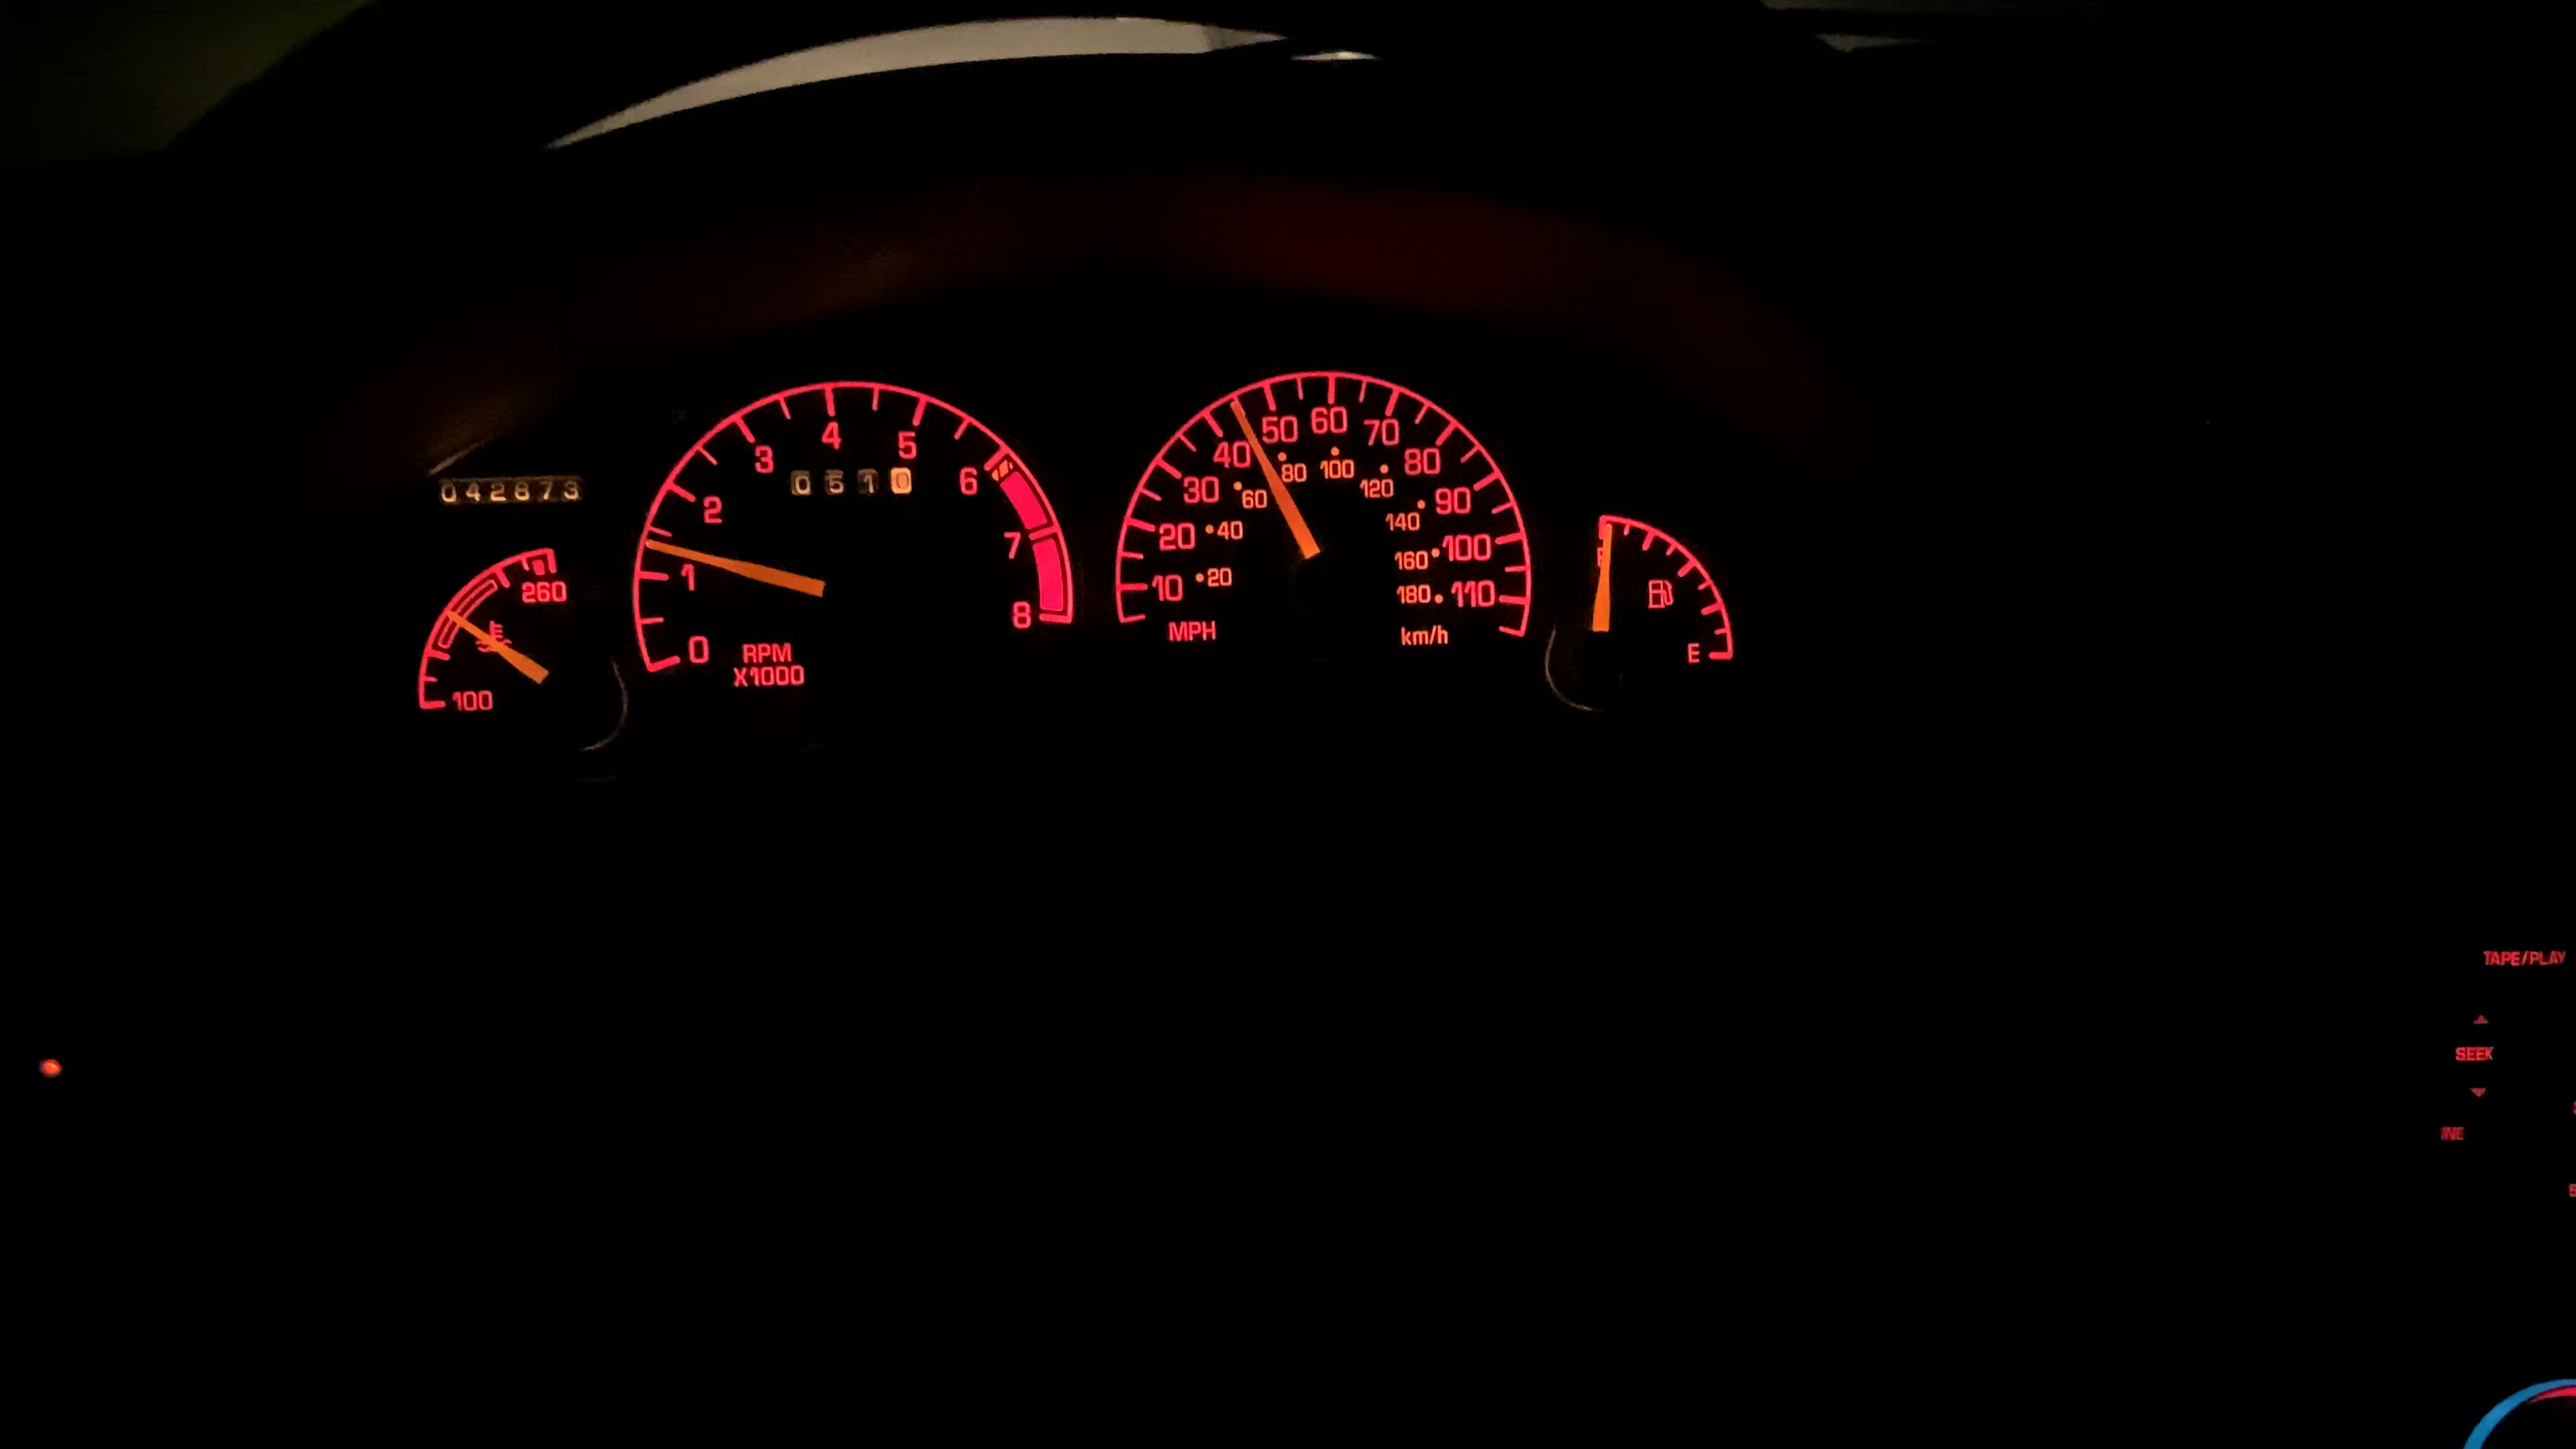 042873
260
100
0 1 2 3 4 5 6 7 8
0510
RPM
X1000
10 20 30 40 50 60 70 80 90 100 110
20 40 60 80 100 120 140 160 180
MPH
km/h
E
TAPE/PLAY
SEEK